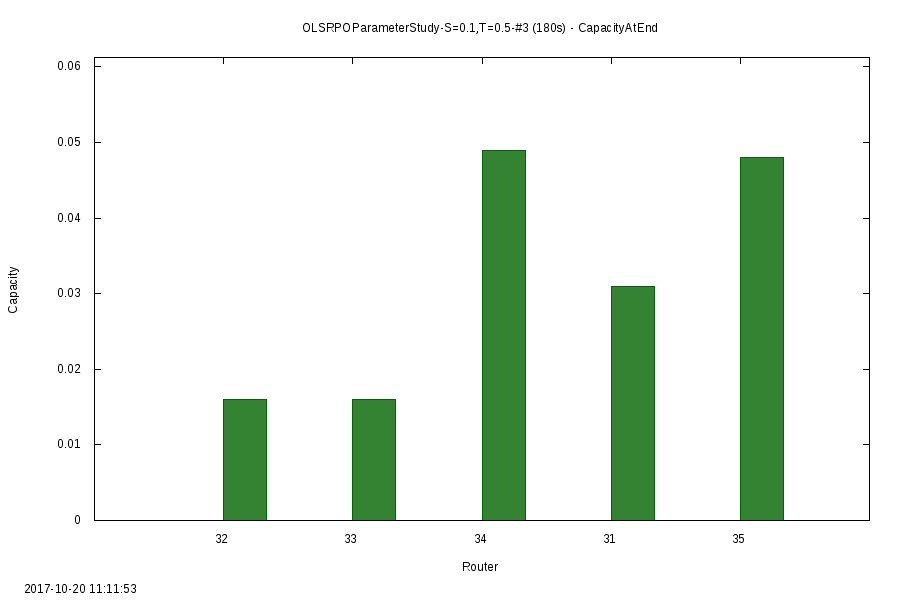 OLSRPOParameterStudy-S=0.1,T=0.5-#3 (180s) - CapacityAtEnd
0.06
0.05
0.04
0.03
0.02
0.01
0
Capacity
32 33 34 31 35
Router
2017-10-20 11:11:53